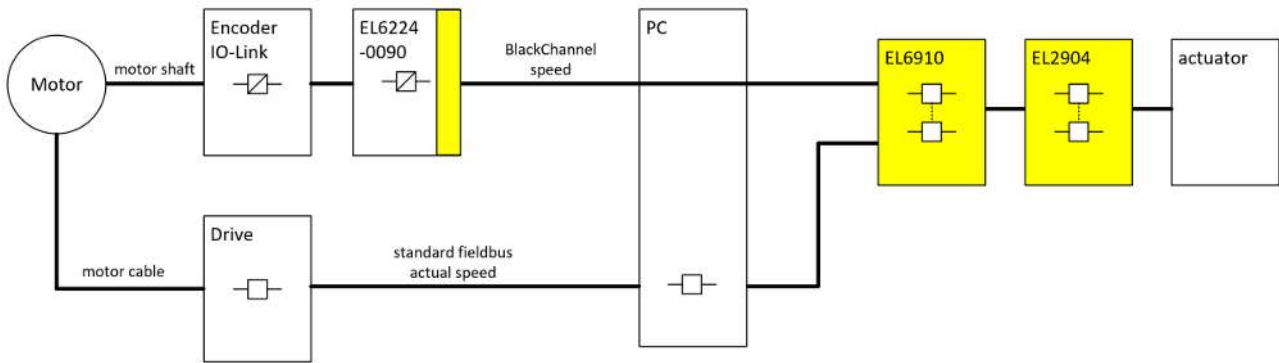 Encoder
IO-Link
EL6224
-0090
PC
BlackChannel
speed
EL6910
EL2904
actuator
motor shaft
Motor
Drive
standard fieldbus
actual speed
motor cable